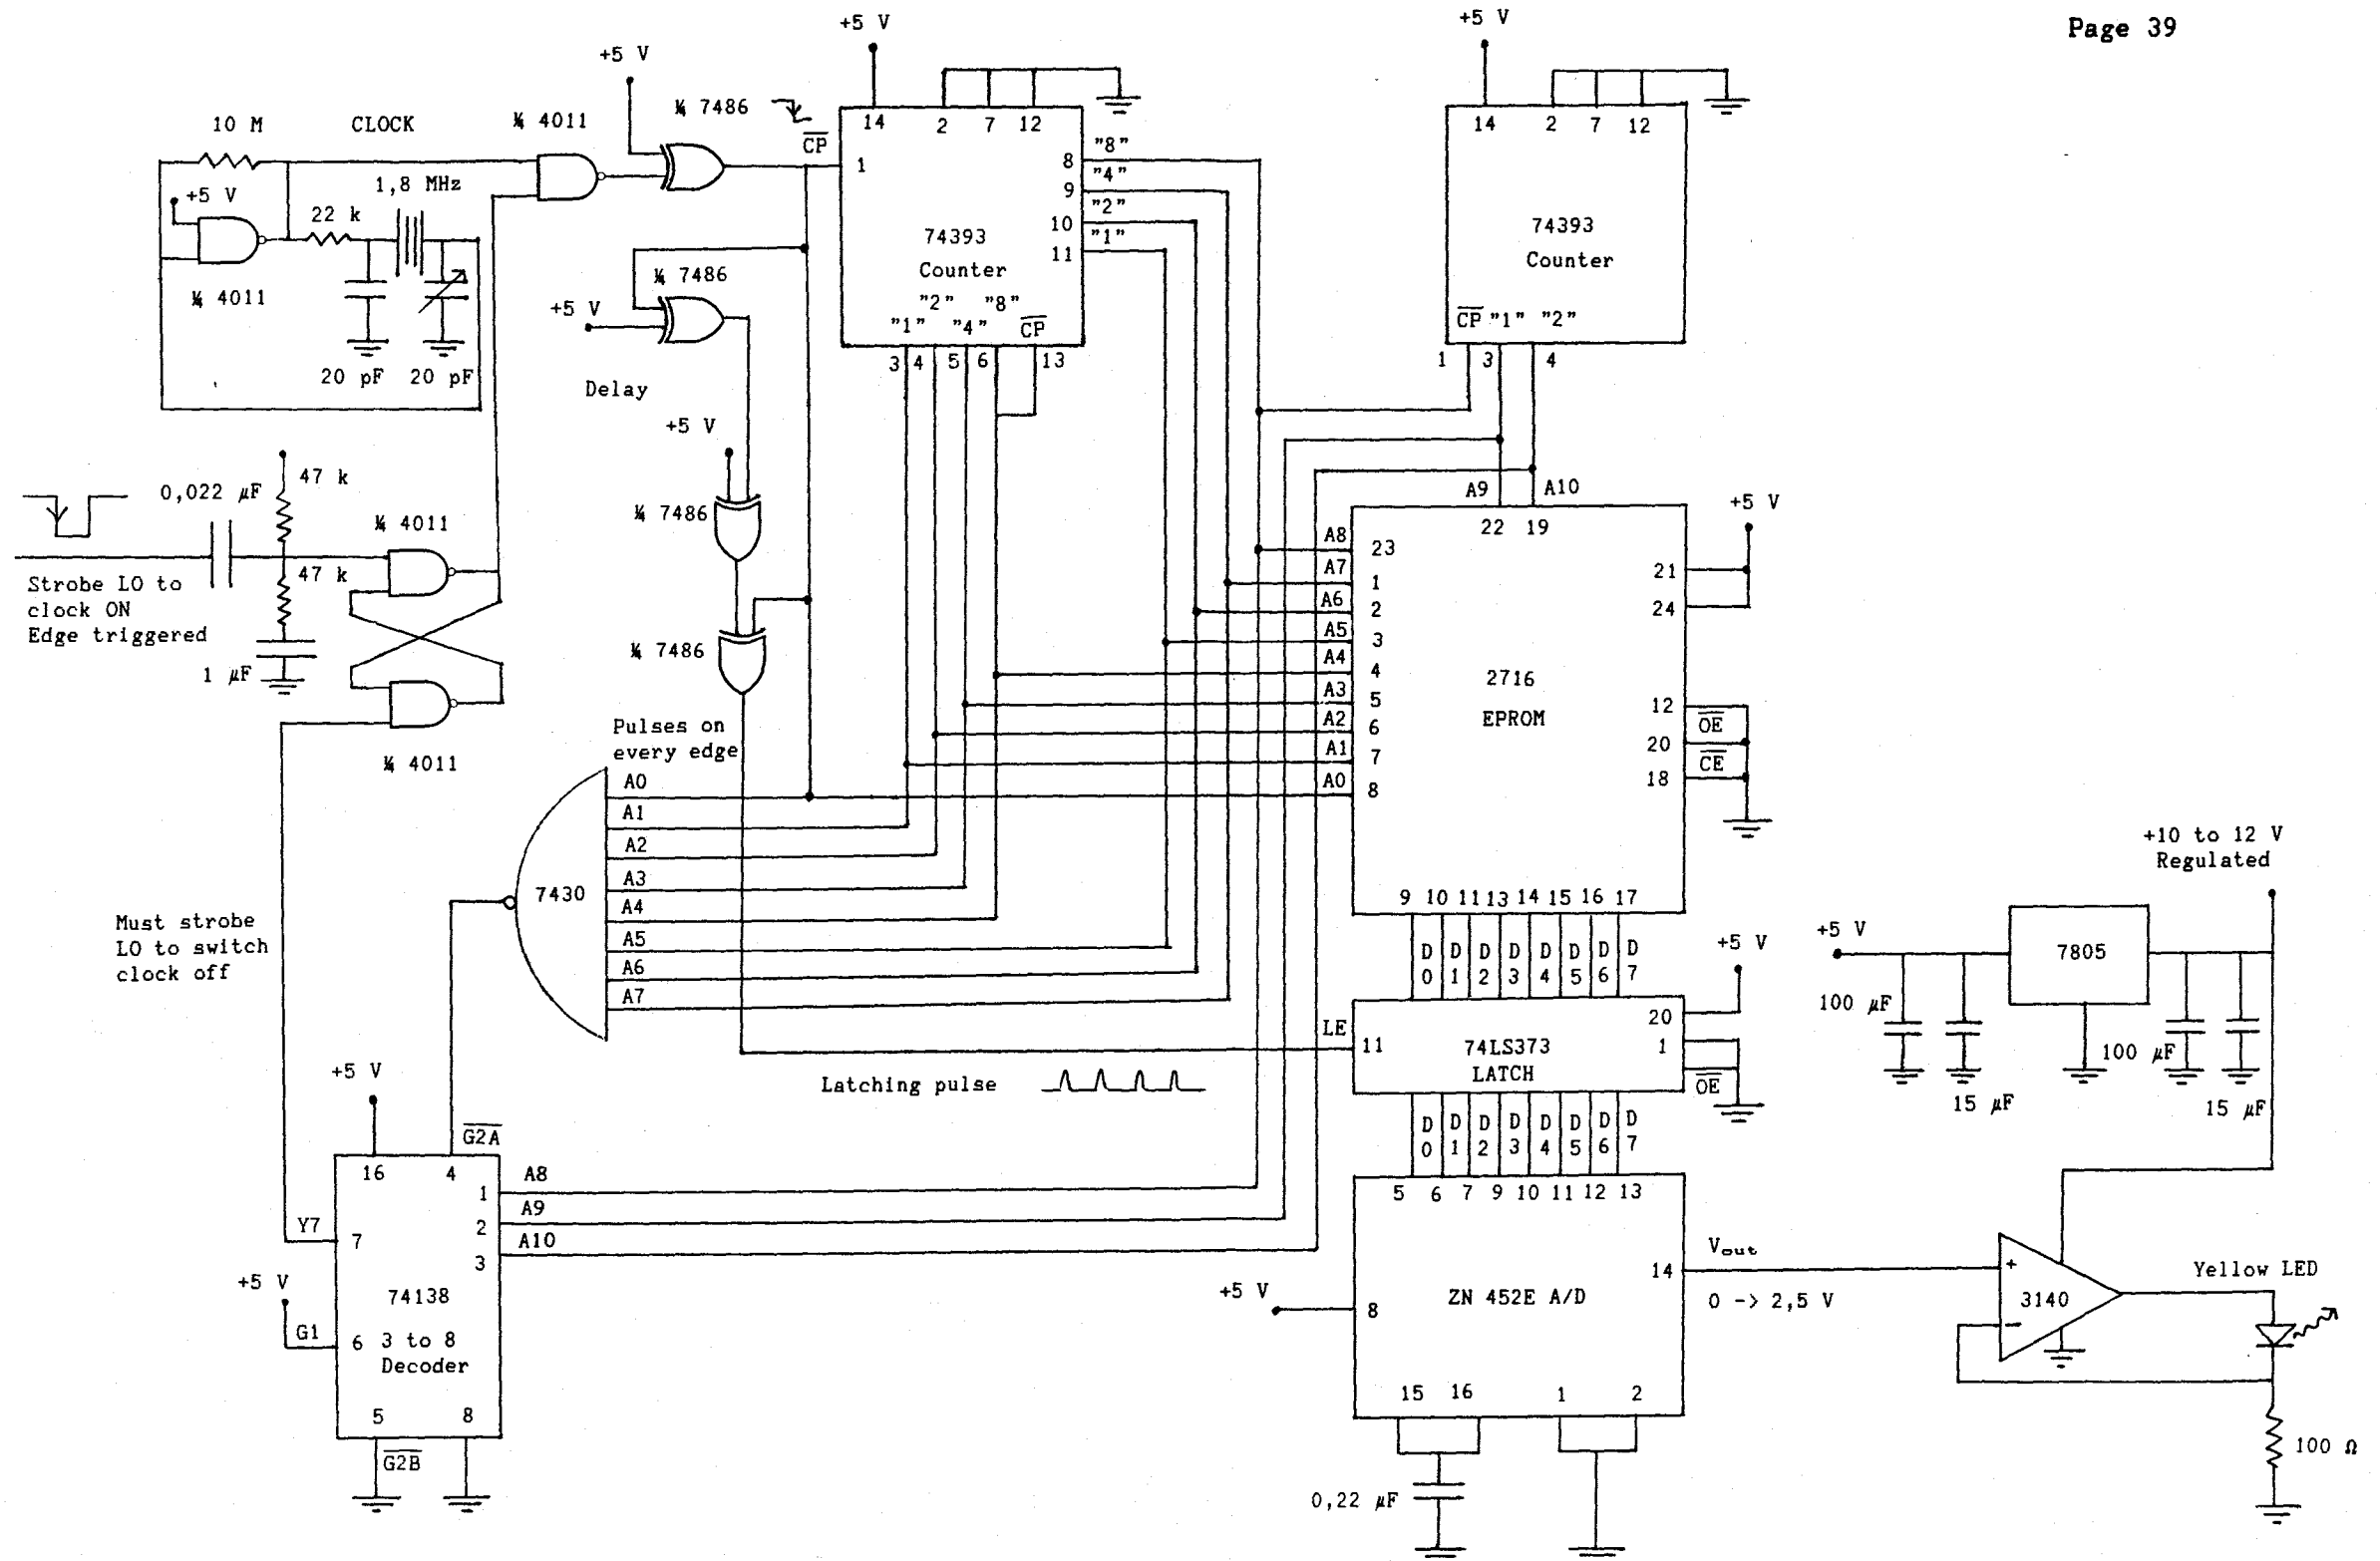 Page 39
+5 V
+5 V
+5 V
10 M
CLOCK
¼ 4011
¼ 7486
CP
14
2
7
12
1
8
"8"
9
"4"
10
"2"
11
"1"
74393
Counter
"1"
"2"
"4"
"8"
CP
3
4
5
6
13
14
2
7
12
74393
Counter
CP
"1"
"2"
1
3
4
+5 V
1,8 MHz
22 k
¼ 4011
20 pF
20 pF
¼ 7486
+5 V
Delay
+5 V
¼ 7486
¼ 7486
47 k
0,022 µF
47 k
¼ 4011
Strobe LO to
clock ON
Edge triggered
1 µF
¼ 4011
Pulses on
every edge
A0
A1
A2
A3
A4
A5
A6
A7
7430
Must strobe
LO to switch
clock off
A9
A10
22
19
+5 V
A8
23
A7
1
A6
2
A5
3
A4
4
A3
5
A2
6
A1
7
A0
8
21
24
2716
EPROM
12
OE
20
CE
18
9
10
11
13
14
15
16
17
D0
D1
D2
D3
D4
D5
D6
D7
+5 V
LE
11
74LS373
LATCH
20
1
OE
Latching pulse
D0
D1
D2
D3
D4
D5
D6
D7
+10 to 12 V
Regulated
+5 V
7805
100 µF
15 µF
100 µF
15 µF
+5 V
G2A
16
4
1
A8
2
A9
3
A10
Y7
7
+5 V
G1
6
74138
3 to 8
Decoder
5
8
G2B
5
6
7
9
10
11
12
13
+5 V
8
ZN 452E A/D
14
Vout
0 -> 2,5 V
15
16
1
2
0,22 µF
+
3140
−
Yellow LED
100 Ω